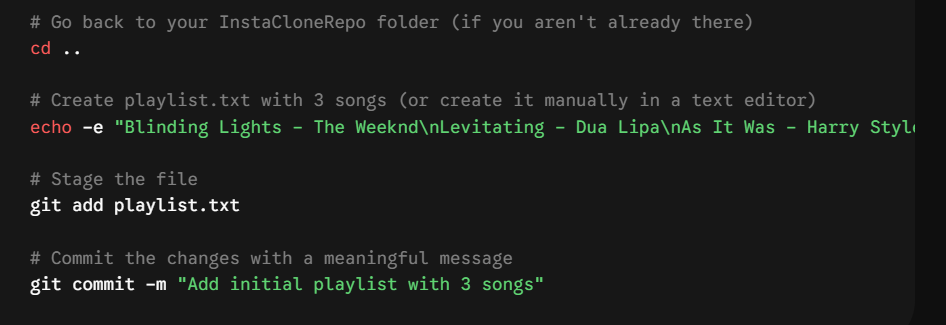 # Go back to your InstaCloneRepo folder (if you aren't already there)
cd ..
# Create playlist.txt with 3 songs (or create it manually in a text editor)
echo -e "Blinding Lights - The Weeknd\nLevitating - Dua Lipa\nAs It Was - Harry Style
# Stage the file
git add playlist.txt
# Commit the changes with a meaningful message
git commit -m "Add initial playlist with 3 songs"